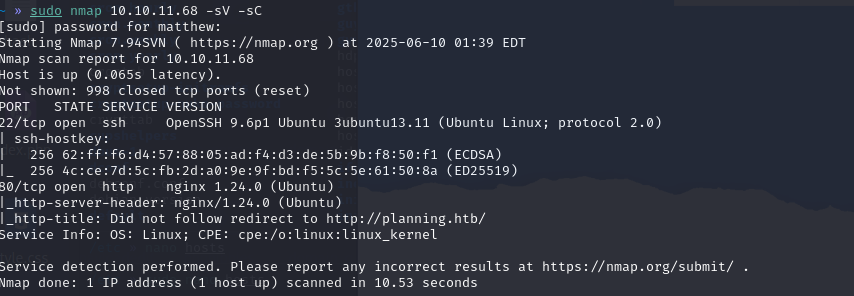 ~ » sudo nmap 10.10.11.68 -sV -sC
[sudo] password for matthew:
Starting Nmap 7.94SVN ( https://nmap.org ) at 2025-06-10 01:39 EDT
Nmap scan report for 10.10.11.68
Host is up (0.065s latency).
Not shown: 998 closed tcp ports (reset)
PORT   STATE SERVICE VERSION
22/tcp open  ssh     OpenSSH 9.6p1 Ubuntu 3ubuntu13.11 (Ubuntu Linux; protocol 2.0)
| ssh-hostkey:
|   256 62:ff:f6:d4:57:88:05:ad:f4:d3:de:5b:9b:f8:50:f1 (ECDSA)
|_  256 4c:ce:7d:5c:fb:2d:a0:9e:9f:bd:f5:5c:5e:61:50:8a (ED25519)
80/tcp open  http    nginx 1.24.0 (Ubuntu)
|_http-server-header: nginx/1.24.0 (Ubuntu)
|_http-title: Did not follow redirect to http://planning.htb/
Service Info: OS: Linux; CPE: cpe:/o:linux:linux_kernel
Service detection performed. Please report any incorrect results at https://nmap.org/submit/ .
Nmap done: 1 IP address (1 host up) scanned in 10.53 seconds